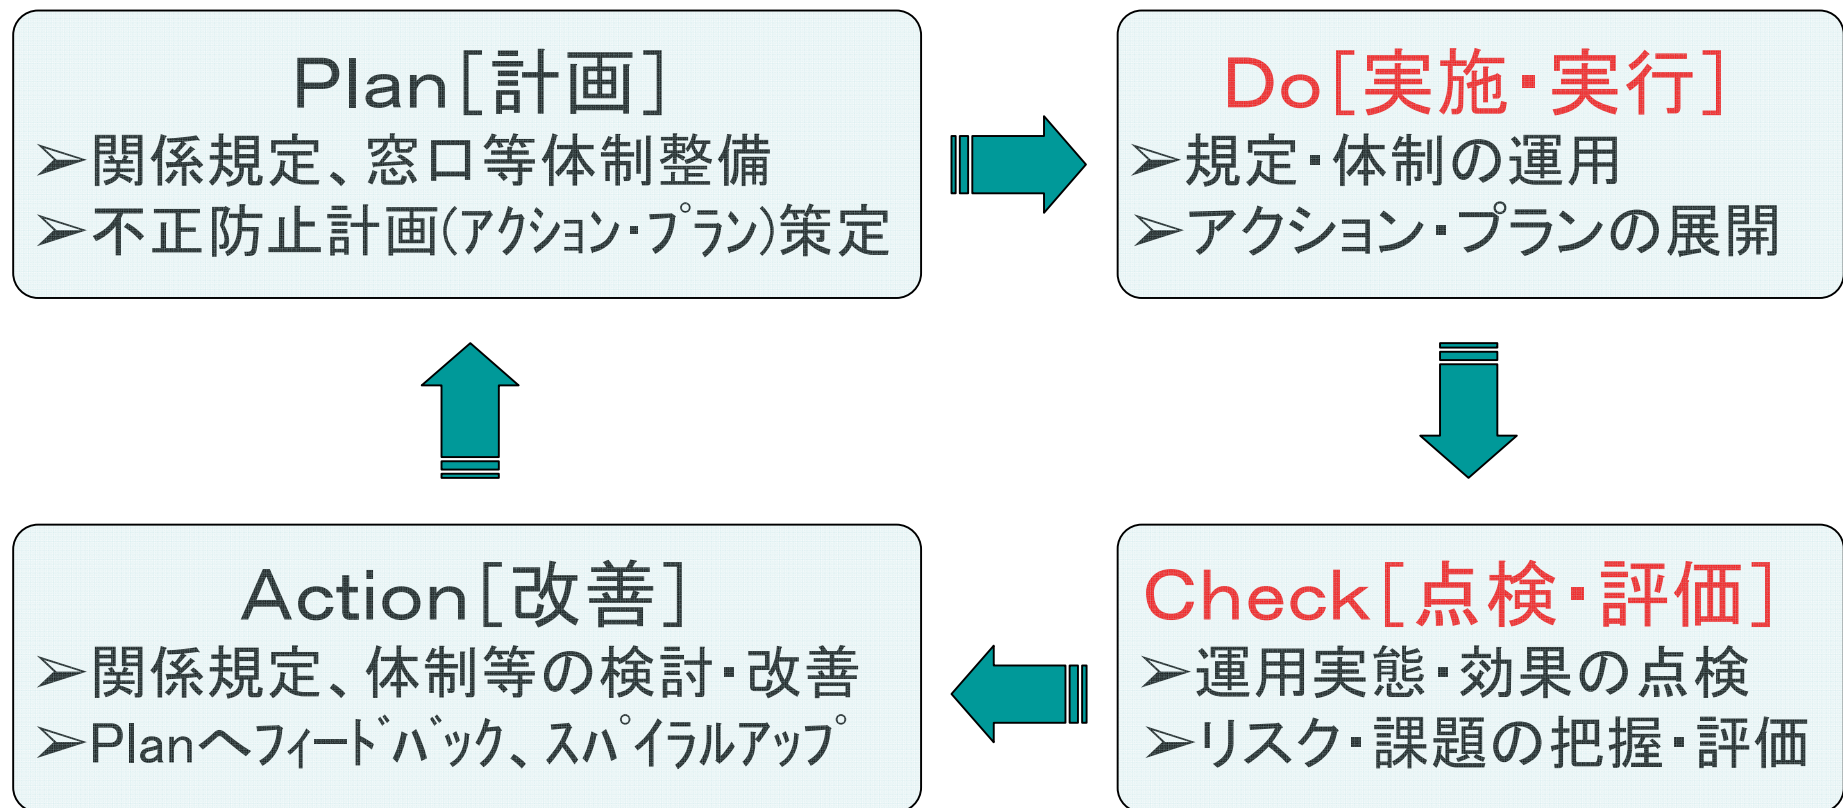 Plan[計画]
➢関係規定、窓口等体制整備
➢不正防止計画(ｱｸｼｮﾝ･ﾌﾟﾗﾝ)策定
Do[実施・実行]
➢規定・体制の運用
➢アクション・プランの展開
Check[点検・評価]
➢運用実態・効果の点検
➢リスク・課題の把握・評価
Action[改善]
➢関係規定、体制等の検討・改善
➢Planへﾌｨｰﾄﾞﾊﾞｯｸ、ｽﾊﾟｲﾗﾙｱｯﾌﾟ